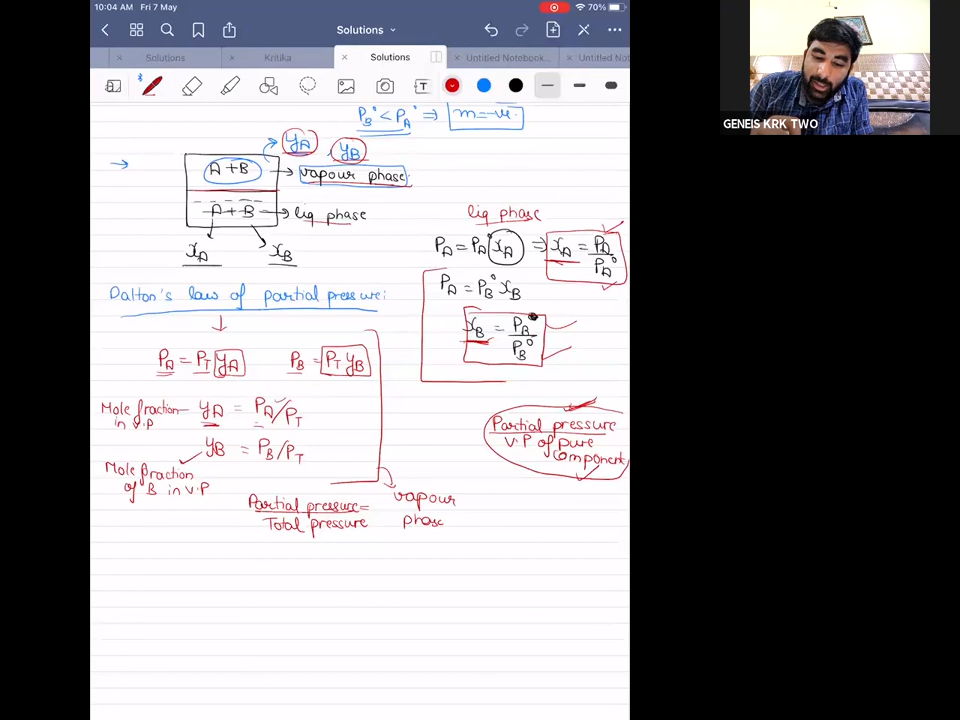 10:04 AM Fri 7 May
70%
Solutions
Solutions
Kritika
Solutions
Untitled Notebook
Untitled No
GENEIS KRK TWO
P_B° < P_A° ⇒ m=-ve.
→ y_A, y_B
A + B → vapour phase
A + B → liq phase
x_A x_B
liq phase
P_A = P_A° x_A ⇒ x_A = P_A/P_A°
P_A = P_B° x_B
x_B = P_B/P_B°
Dalton's law of partial pressure:
P_A = P_T y_A P_B = P_T y_B
Mole fraction in v.P y_A = P_A/P_T
y_B = P_B/P_T
Mole fraction
of B in V.P
Partial pressure =
Total pressure
vapour
phase
Partial pressure
V.P of pure
component